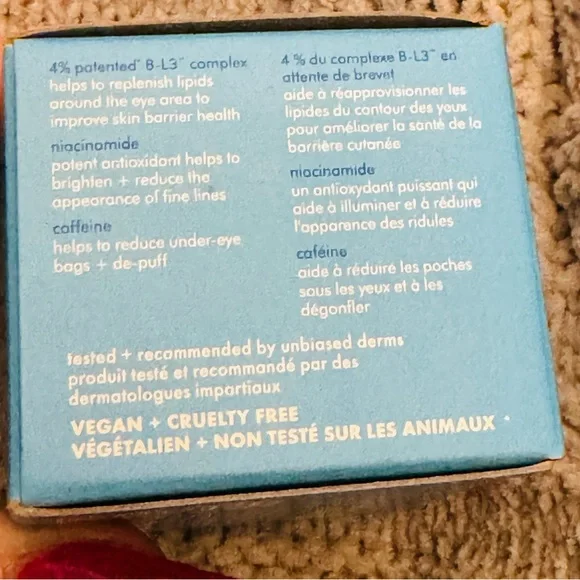 4% patented* B-L3™ complex
helps to replenish lipids
around the eye area to
improve skin barrier health
niacinamide
potent antioxidant helps to
brighten + reduce the
appearance of fine lines
caffeine
helps to reduce under-eye
bags + de-puff
4 % du complexe B-L3™ en
attente de brevet
aide à réapprovisionner les
lipides du contour des yeux
pour améliorer la santé de la
barrière cutanée
niacinamide
un antioxydant puissant qui
aide à illuminer et à réduire
l'apparence des ridules
caféine
aide à réduire les poches
sous les yeux et à les
dégonfler
tested + recommended by unbiased derms
produit testé et recommandé par des
dermatologues impartiaux
VEGAN + CRUELTY FREE
VÉGÉTALIEN + NON TESTÉ SUR LES ANIMAUX